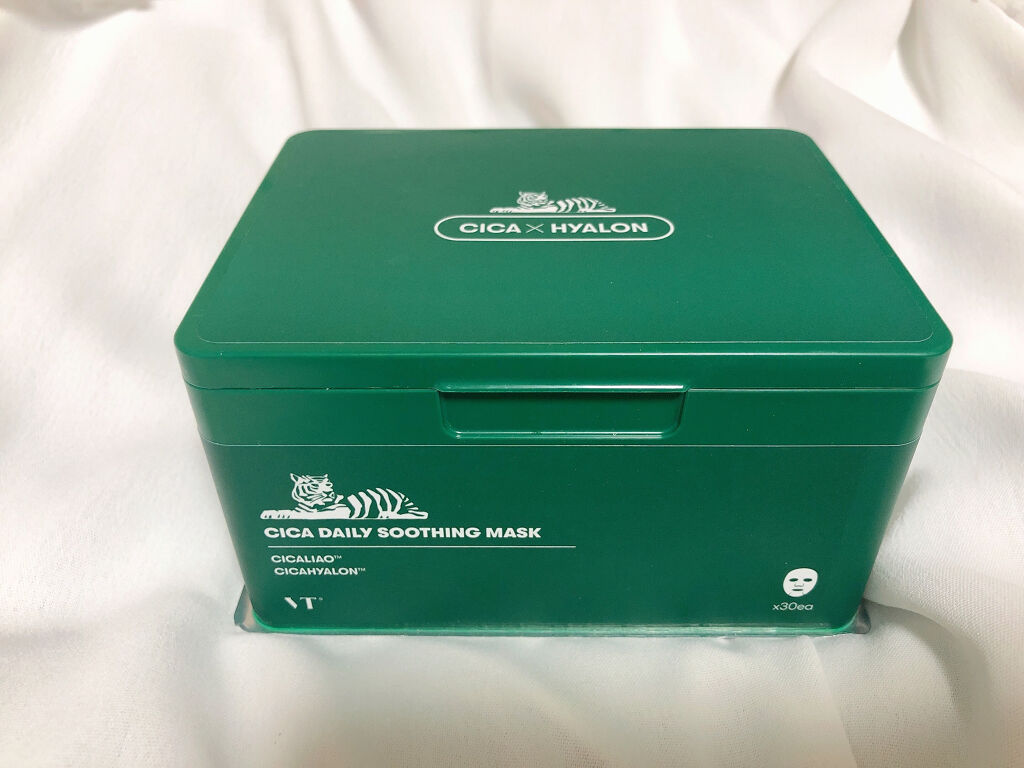 CICA × HYALON
CICA DAILY SOOTHING MASK
CICALIAO™
CICAHYALON™
VT®
x30ea